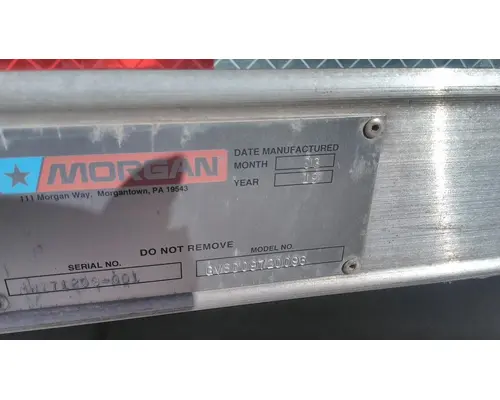 MORGAN
111 Morgan Way, Morgantown, PA 19543
DATE MANUFACTURED
MONTH
YEAR
DO NOT REMOVE
SERIAL NO.
MODEL NO.